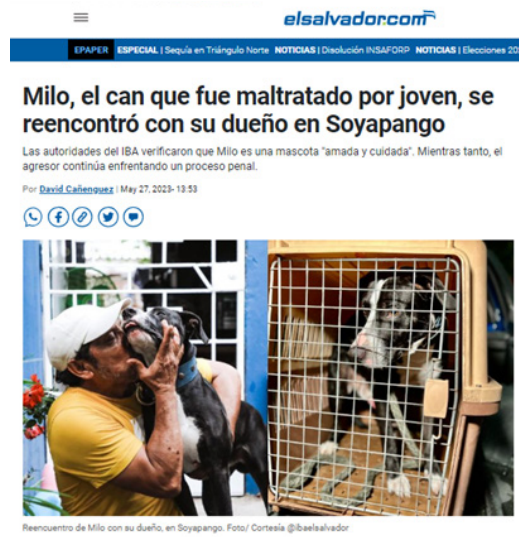 elsalvador.com
EPAPER ESPECIAL | Sequía en Triángulo Norte NOTICIAS | Disolución INSAFORP NOTICIAS | Elecciones 20
Milo, el can que fue maltratado por joven, se
reencontró con su dueño en Soyapango
Las autoridades del IBA verificaron que Milo es una mascota "amada y cuidada". Mientras tanto, el
agresor continúa enfrentando un proceso penal.
Por David Cañenguez | May 27, 2023- 13:53
Reencuentro de Milo con su dueño, en Soyapango. Foto/ Cortesía @ibaelsalvador